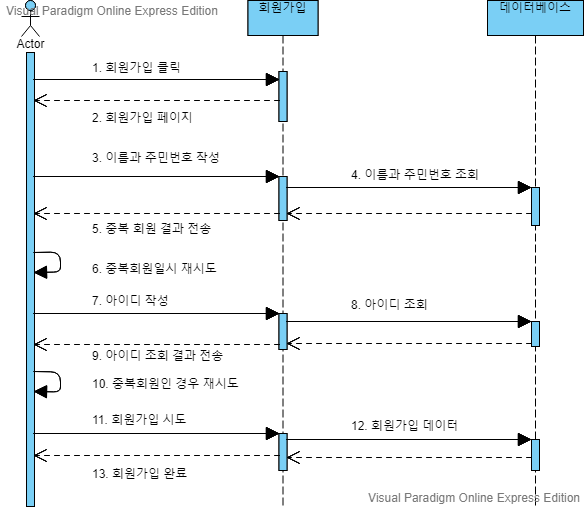 Visual Paradigm Online Express Edition
회원가입
데이터베이스
Actor
1. 회원가입 클릭
2. 회원가입 페이지
3. 이름과 주민번호 작성
4. 이름과 주민번호 조회
5. 중복 회원 결과 전송
6. 중복회원일시 재시도
7. 아이디 작성
8. 아이디 조회
9. 아이디 조회 결과 전송
10. 중복회원인 경우 재시도
11. 회원가입 시도
12. 회원가입 데이터
13. 회원가입 완료
Visual Paradigm Online Express Edition